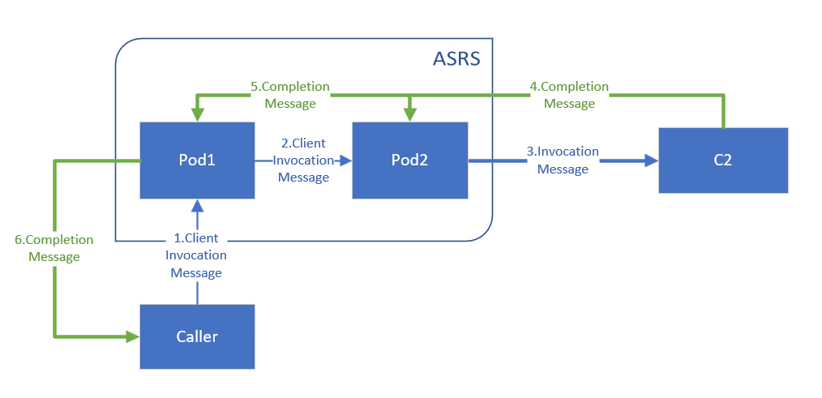 ASRS
5.Completion
Message
4.Completion
Message
Pod1
2.Client
Invocation
Message
Pod2
3.Invocation
Message
C2
6.Completion
Message
1.Client
Invocation
Message
Caller